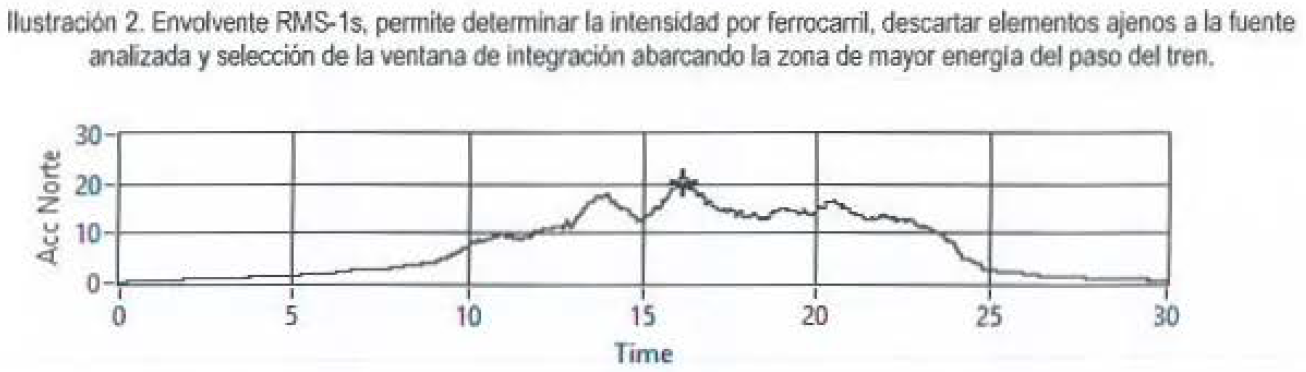 Ilustración 2. Envolvente RMS-1s, permite determinar la intensidad por ferrocarril, descartar elementos ajenos a la fuente
analizada y selección de la ventana de integración abarcando la zona de mayor energía del paso del tren.
30
20
10
0
Acc Norte
0 5 10 15 20 25 30
Time